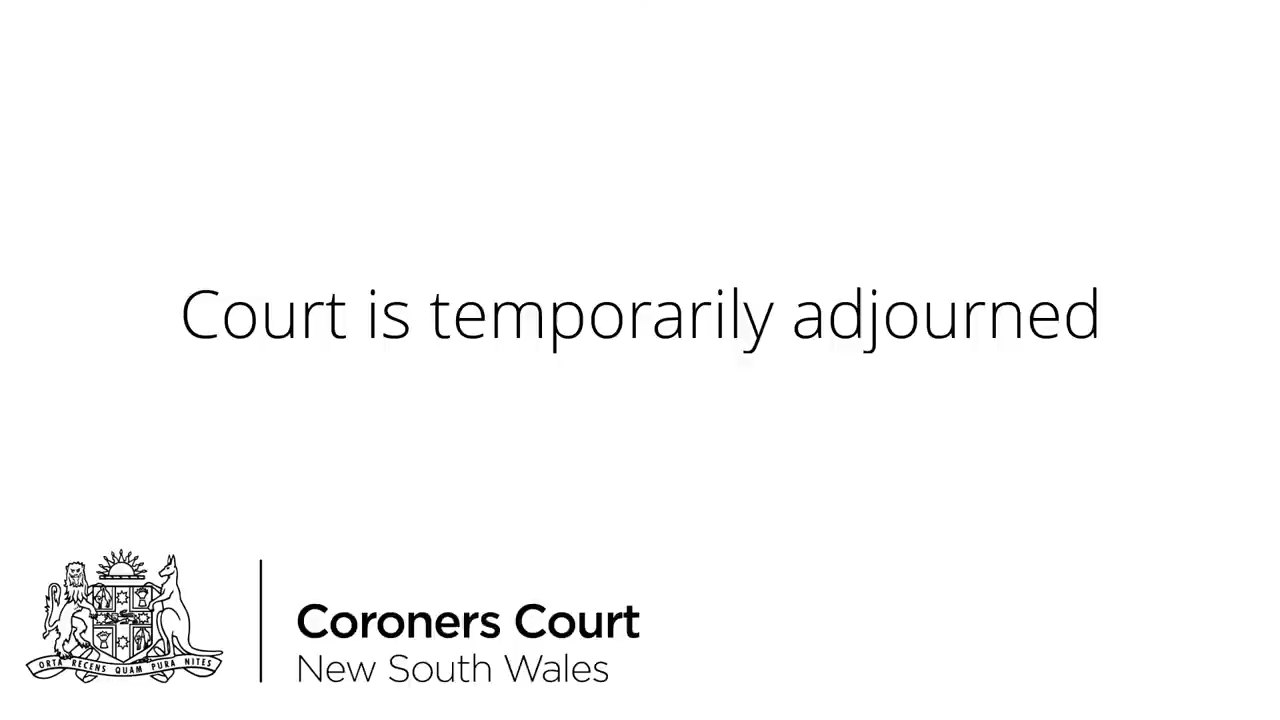 Court is temporarily adjourned
ORTA RECENS QUAM PURA NITES
Coroners Court
New South Wales